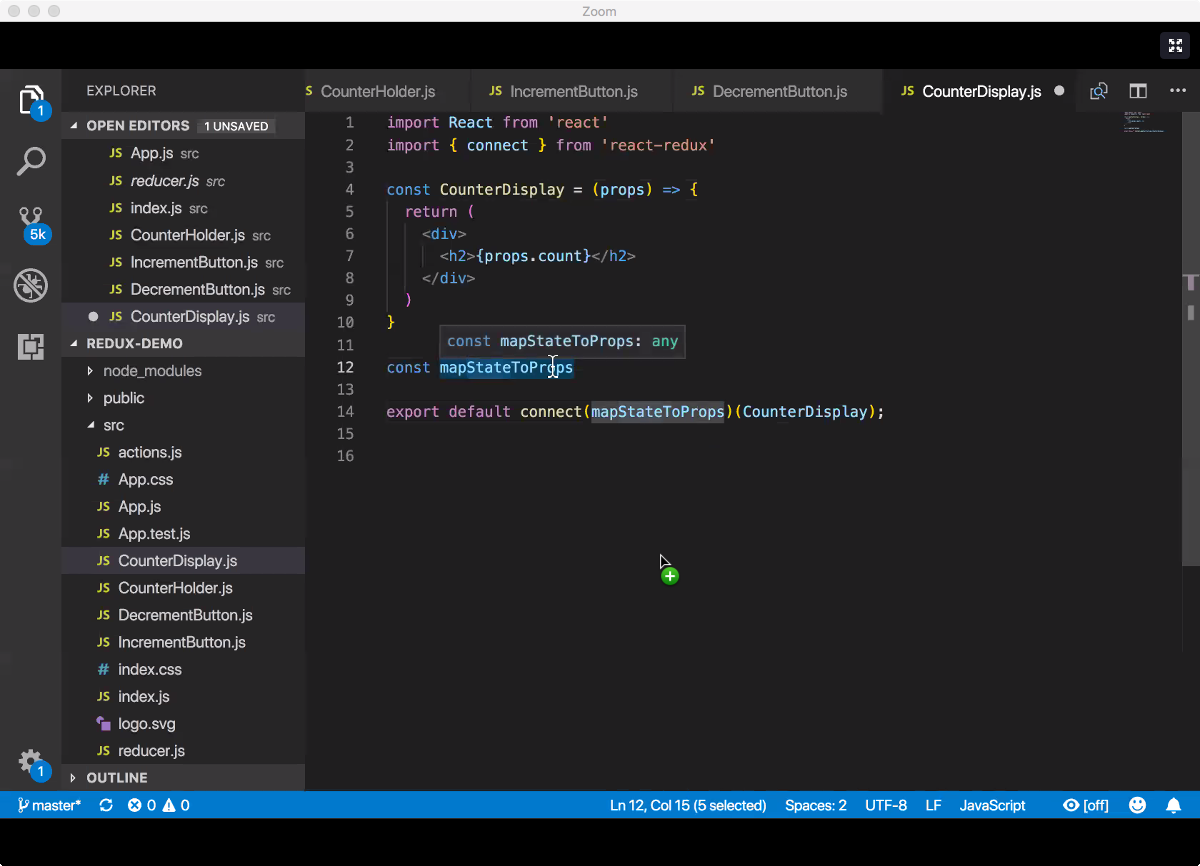 Zoom
EXPLORER
OPEN EDITORS 1 UNSAVED
JS App.js src
JS reducer.js src
JS index.js src
JS CounterHolder.js src
JS IncrementButton.js src
JS DecrementButton.js src
JS CounterDisplay.js src
REDUX-DEMO
node_modules
public
src
JS actions.js
# App.css
JS App.js
JS App.test.js
JS CounterDisplay.js
JS CounterHolder.js
JS DecrementButton.js
JS IncrementButton.js
# index.css
JS index.js
logo.svg
JS reducer.js
OUTLINE
1
5k
1
S CounterHolder.js JS IncrementButton.js JS DecrementButton.js JS CounterDisplay.js
1 import React from 'react'
2 import { connect } from 'react-redux'
3
4 const CounterDisplay = (props) => {
5 return (
6 <div>
7 <h2>{props.count}</h2>
8 </div>
9 )
10 }
11
const mapStateToProps: any
12 const mapStateToProps
13
14 export default connect(mapStateToProps)(CounterDisplay);
15
16
master* 0 0 Ln 12, Col 15 (5 selected) Spaces: 2 UTF-8 LF JavaScript [off]